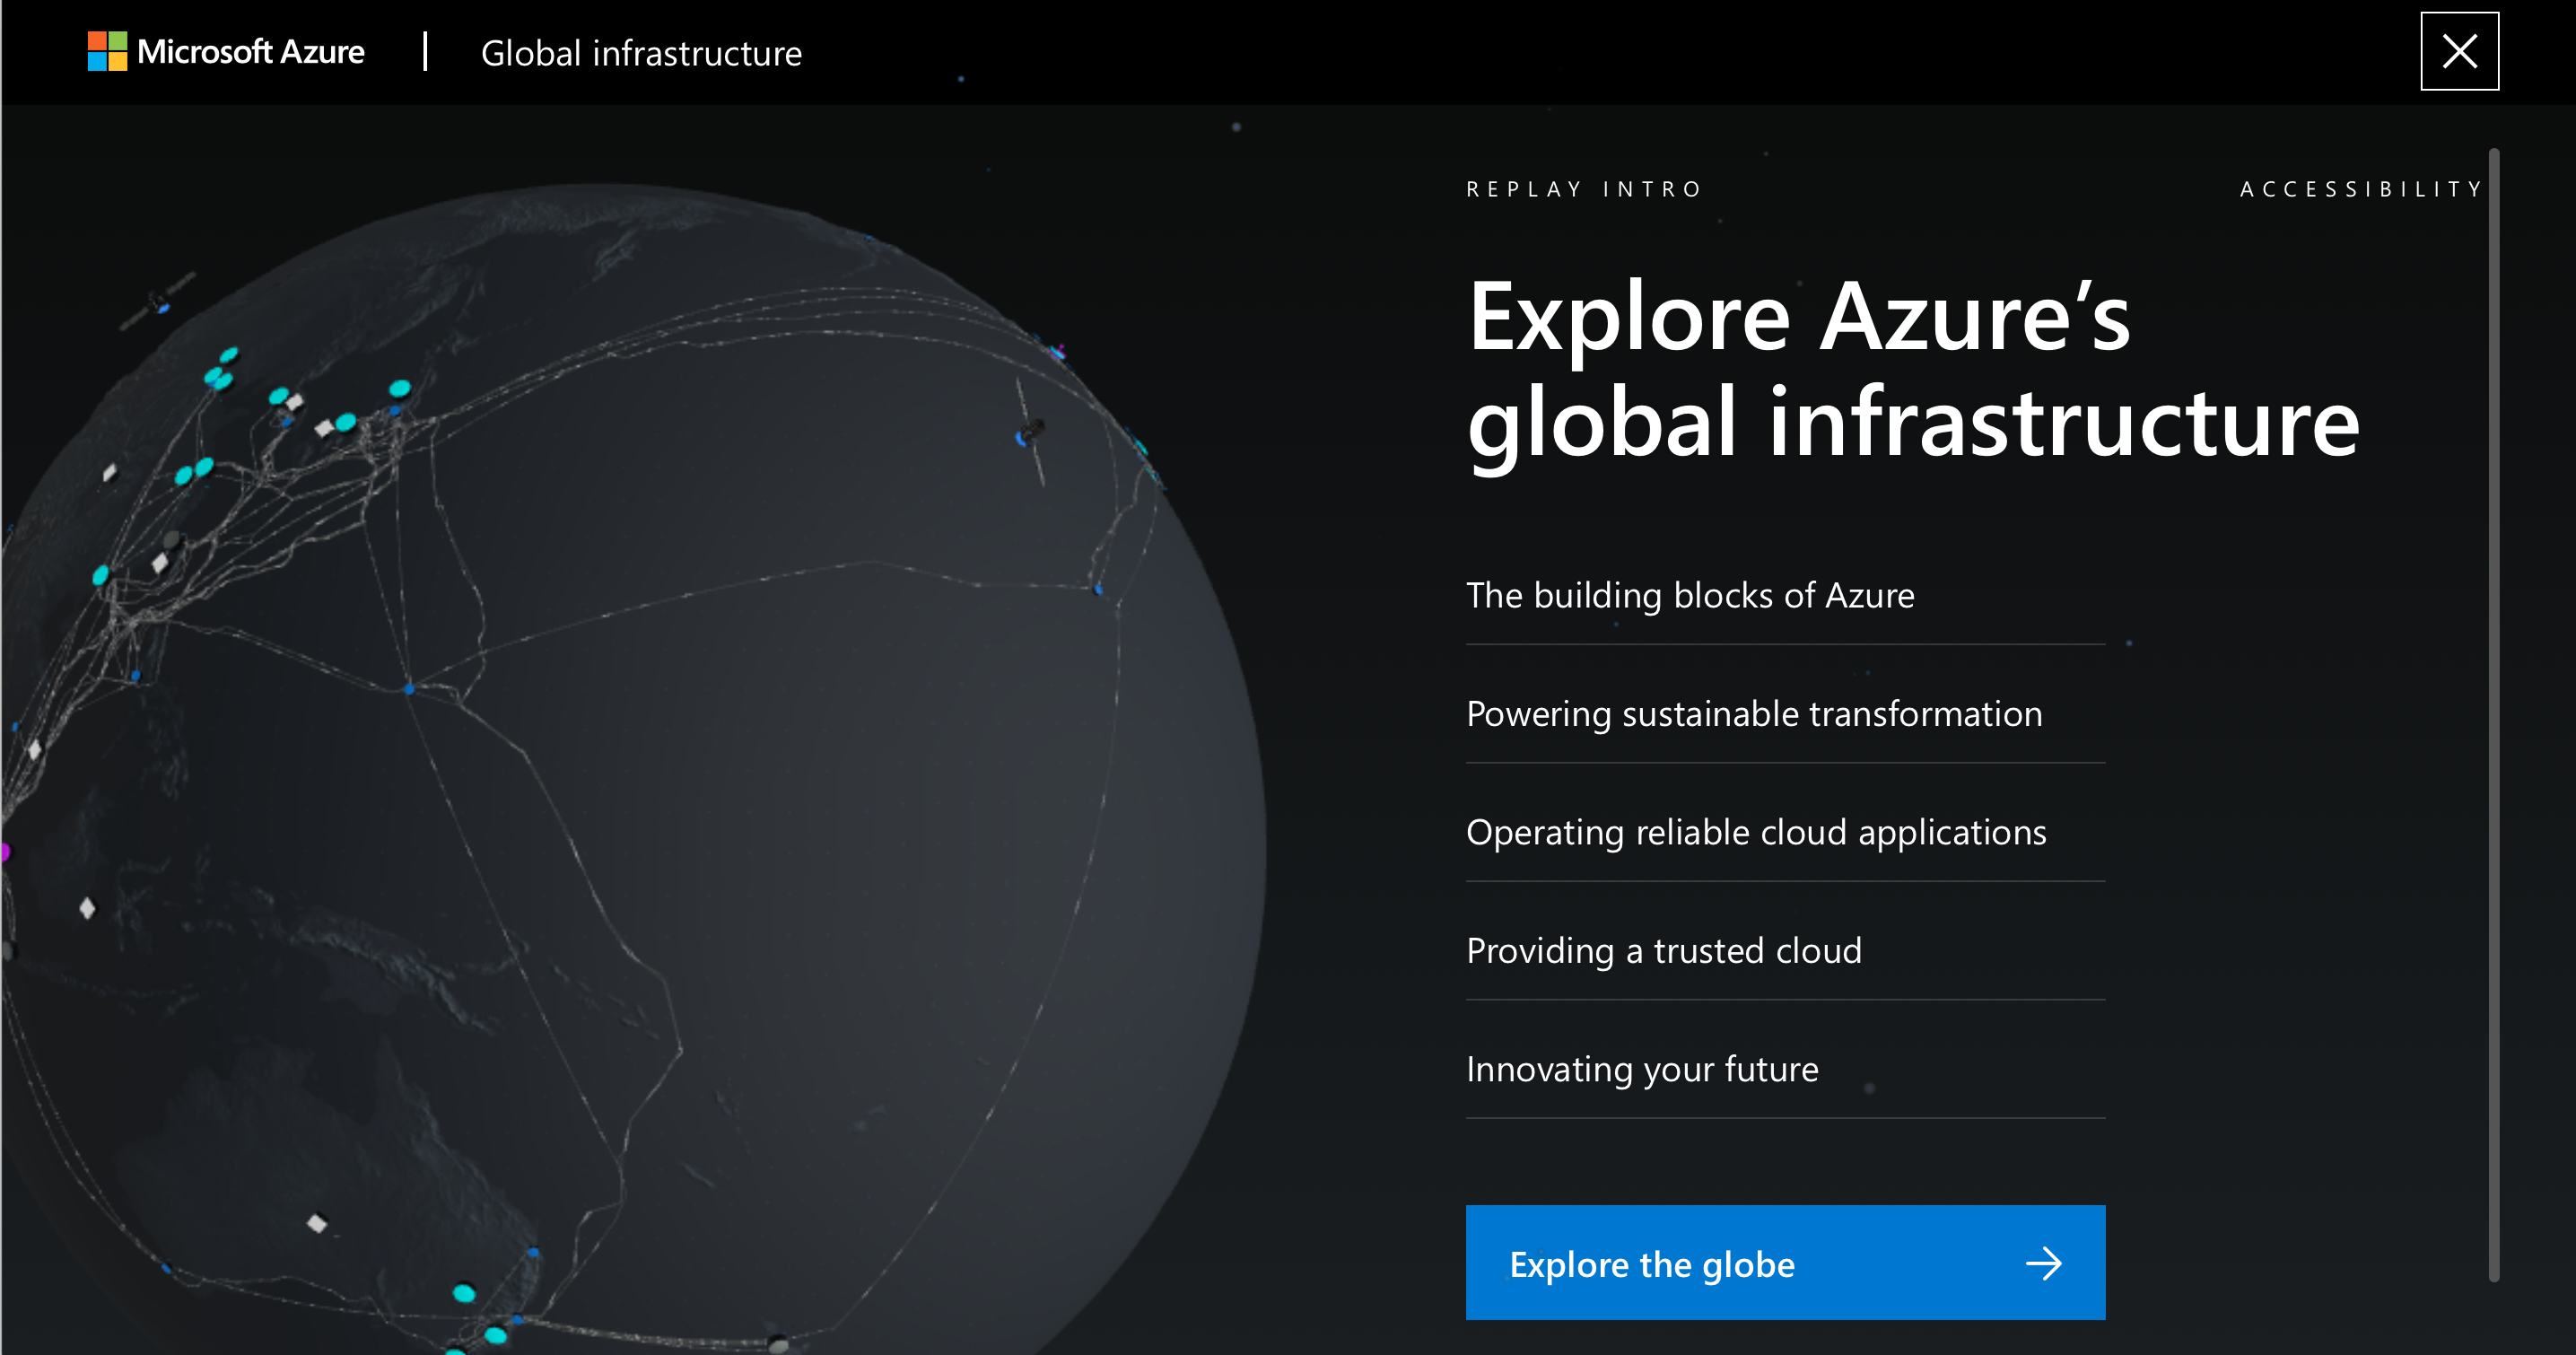 Microsoft Azure
Global infrastructure
REPLAY INTRO
ACCESSIBILITY
Explore Azure’s
global infrastructure
The building blocks of Azure
Powering sustainable transformation
Operating reliable cloud applications
Providing a trusted cloud
Innovating your future
Explore the globe